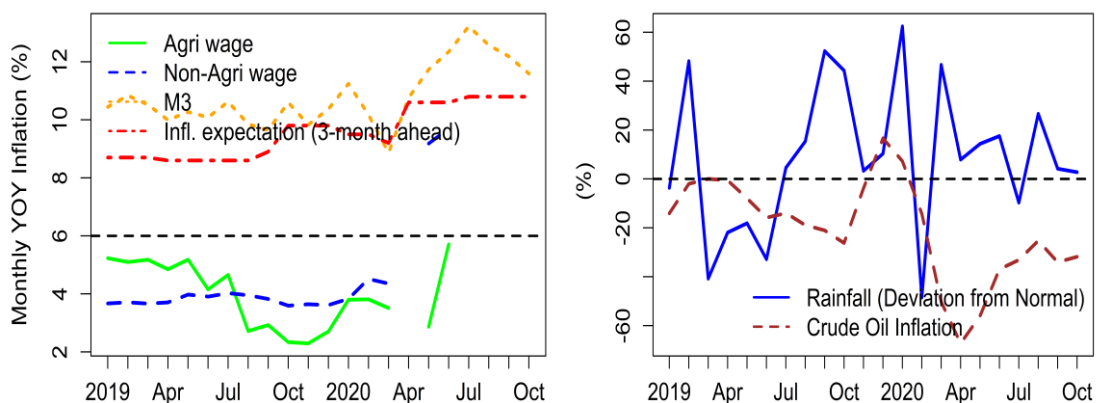 Monthly YOY Inflation (%)
12
10
8
6
4
2
Agri wage
Non-Agri wage
M3
Infl. expectation (3-month ahead)
2019 Apr Jul Oct 2020 Apr Jul Oct
(%)
60
40
20
0
-20
-60
Rainfall (Deviation from Normal)
Crude Oil Inflation
2019 Apr Jul Oct 2020 Apr Jul Oct